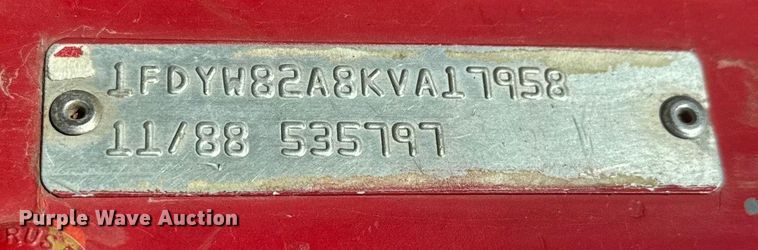 1FDYW82A8KVA17958
11/88 535797
Purple Wave Auction